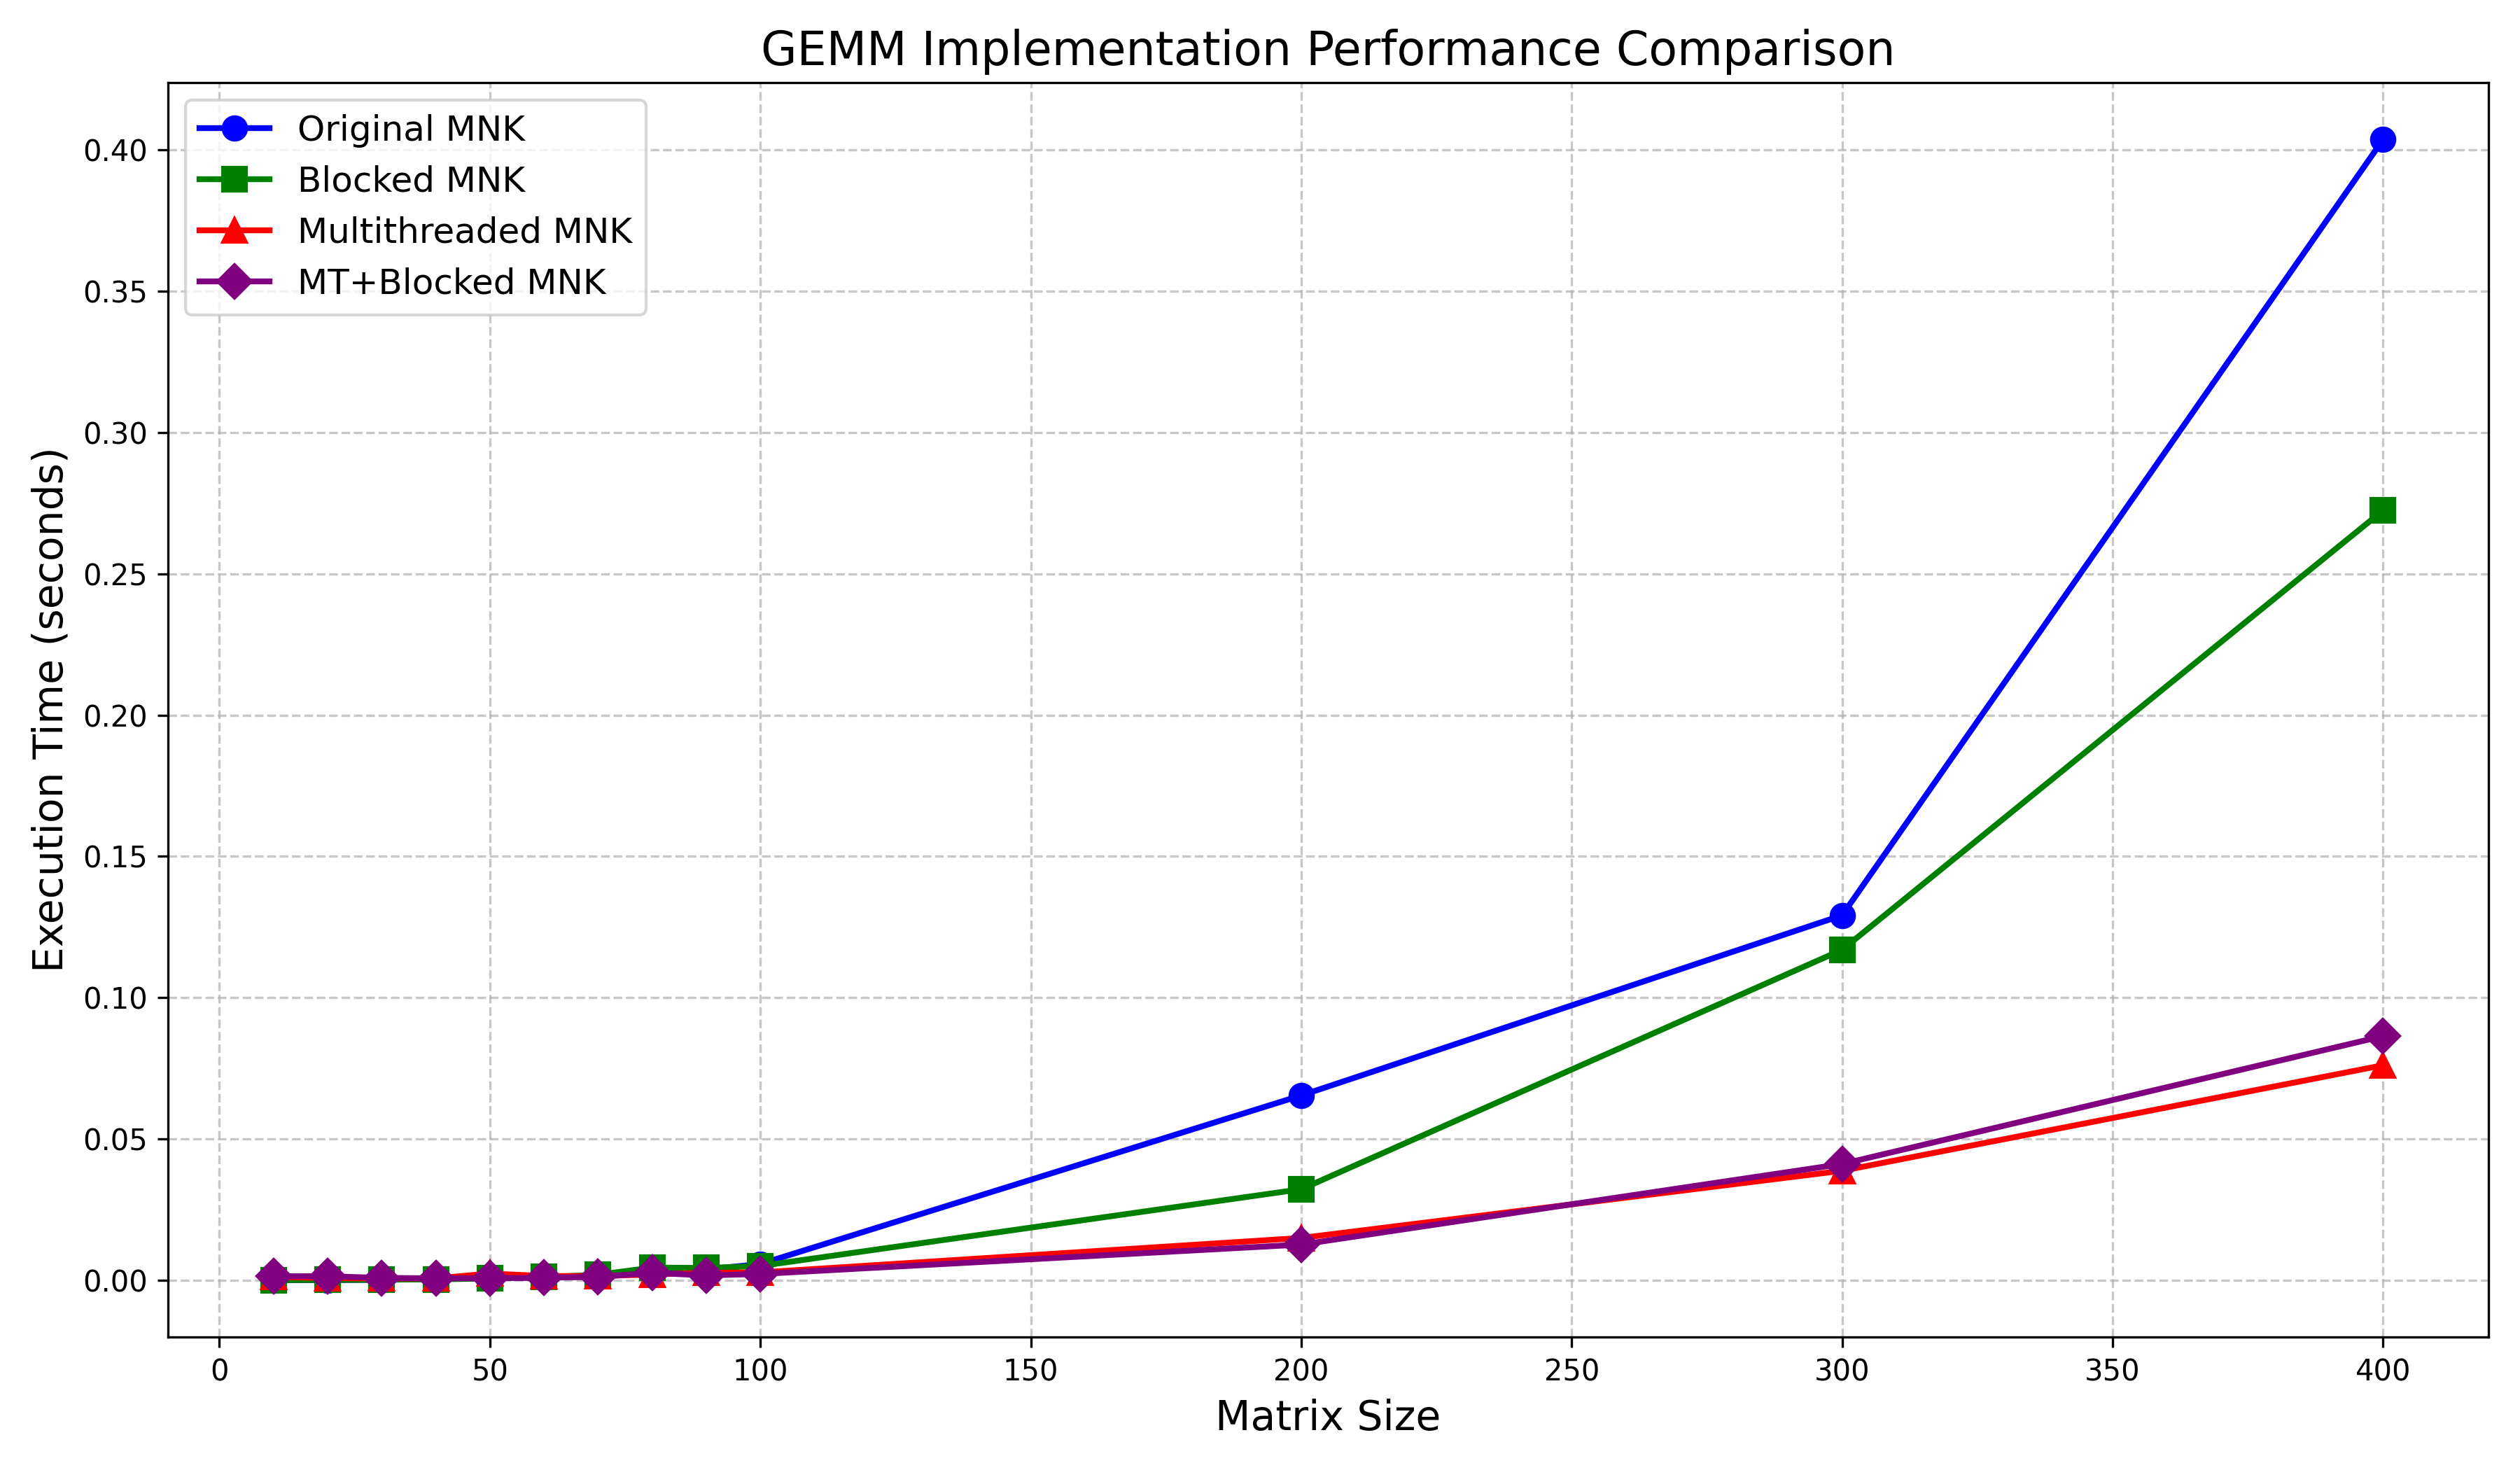 GEMM Implementation Performance Comparison
Original MNK
Blocked MNK
Multithreaded MNK
MT+Blocked MNK
Execution Time (seconds)
0.40
0.35
0.30
0.25
0.20
0.15
0.10
0.05
0.00
0 50 100 150 200 250 300 350 400
Matrix Size